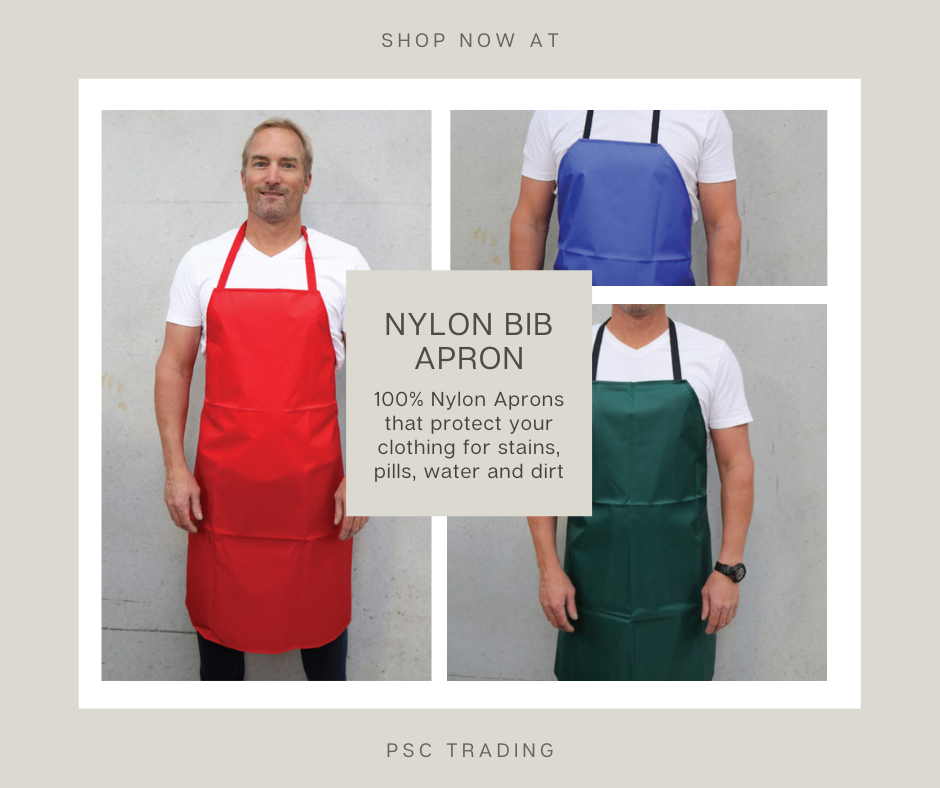 SHOP NOW AT
NYLON BIB
APRON
100% Nylon Aprons
that protect your
clothing for stains,
pills, water and dirt
PSC TRADING